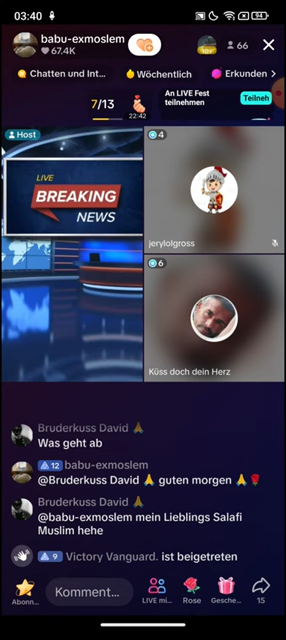 03:40
94
babu-exmoslem
67.4K
66
Chatten und Int...
Wöchentlich
Erkunden
7/13
22:42
An LIVE Fest
teilnehmen
Teilneh
Host
LIVE
BREAKING
NEWS
4
jerylolgross
6
Küss doch dein Herz
Bruderkuss David 🙏
Was geht ab
12 babu-exmoslem
@Bruderkuss David 🙏 guten morgen 🙏🌹
Bruderkuss David 🙏
@babu-exmoslem mein Lieblings Salafi
Muslim hehe
9 Victory Vanguard. ist beigetreten
Abonn...
Komment...
LIVE mi...
Rose
Gesche...
15